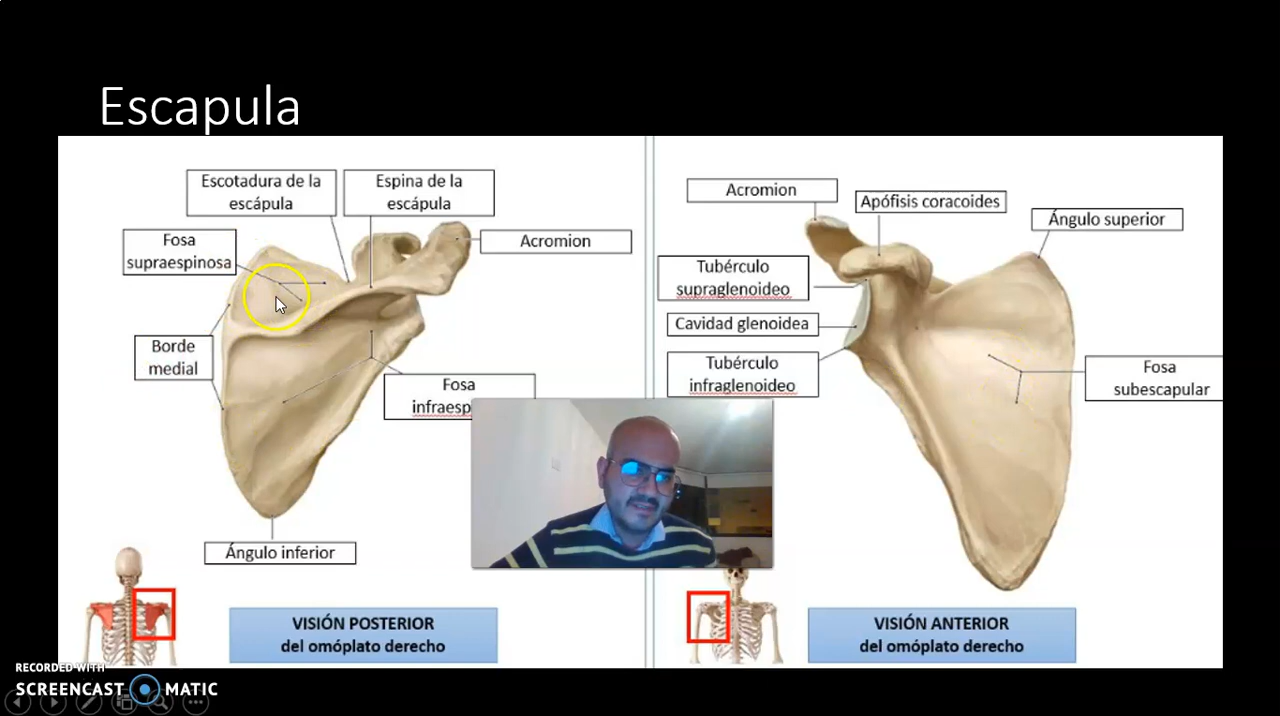 Escapula
Escotadura de la
escápula
Espina de la
escápula
Fosa
supraespinosa
Acromion
Borde
medial
Fosa
infraesp
Ángulo inferior
VISIÓN POSTERIOR
del omóplato derecho
Acromion
Apófisis coracoides
Ángulo superior
Tubérculo
supraglenoideo
Cavidad glenoidea
Tubérculo
infraglenoideo
Fosa
subescapular
VISIÓN ANTERIOR
del omóplato derecho
RECORDED WITH
SCREENCAST MATIC